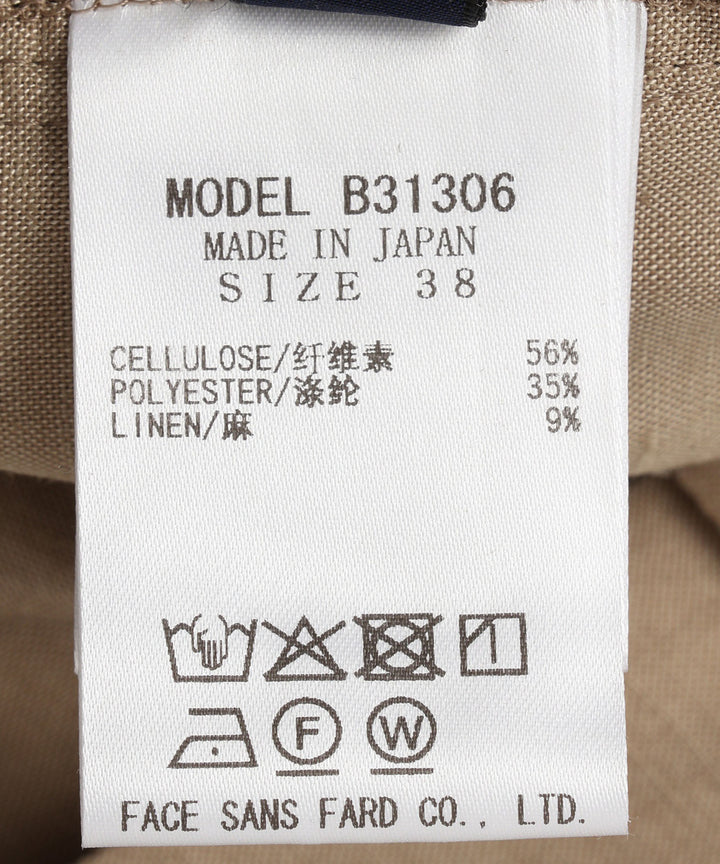 MODEL B31306
MADE IN JAPAN
SIZE 38
CELLULOSE/纤维素 56%
POLYESTER/涤纶 35%
LINEN/麻 9%
F W
FACE SANS FARD CO., LTD.